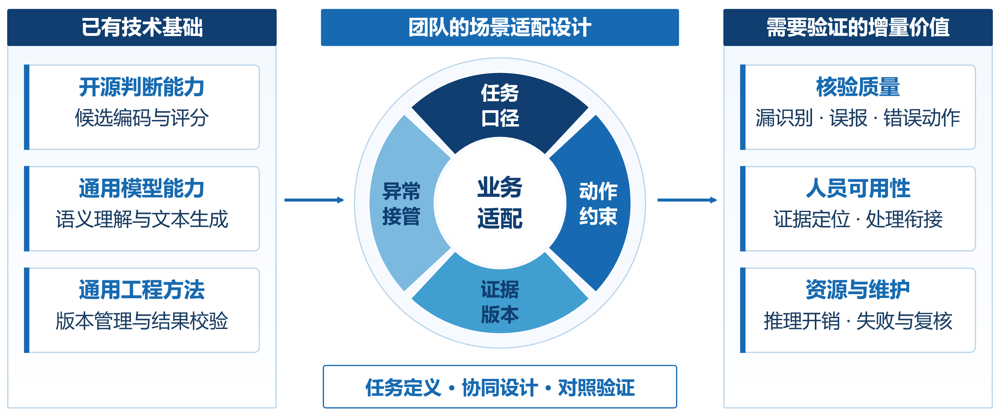 已有技术基础
开源判断能力
候选编码与评分
通用模型能力
语义理解与文本生成
通用工程方法
版本管理与结果检验
团队的场景适配设计
任务
口径
异常
接管
业务
适配
动作
约束
证据
版本
任务定义 · 协同设计 · 对照验证
需要验证的增量价值
核验质量
漏识别 · 误报 · 错误动作
人员可用性
证据定位 · 处理衔接
资源与维护
推理开销 · 失败与复核